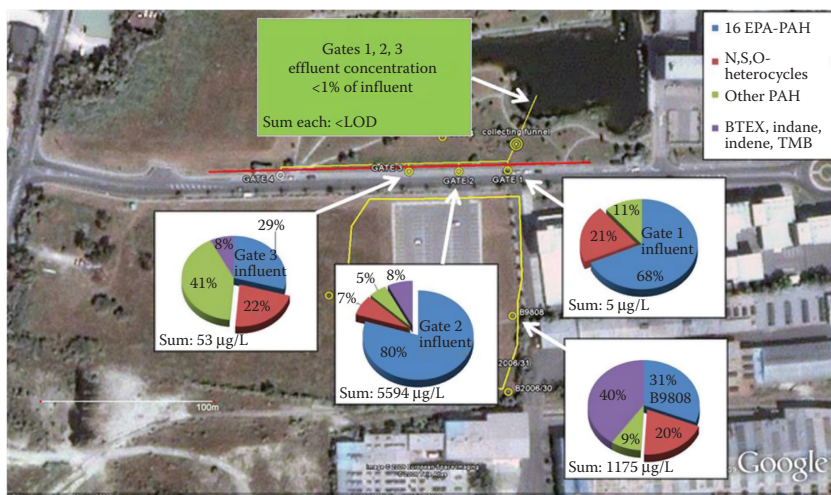 Gates 1, 2, 3
effluent concentration
<1% of influent
Sum each: <LOD
16 EPA-PAH
N,S,O-
heterocycles
Other PAH
BTEX, indane,
indene, TMB
collecting funnel
GATE 4
GATE 3
GATE 2
GATE 1
29%
8%
Gate 3
influent
41%
22%
Sum: 53 µg/L
5%
8%
7%
Gate 2
influent
80%
Sum: 5594 µg/L
11%
Gate 1
influent
21%
68%
Sum: 5 µg/L
B9808
2006/31
B2006/30
40%
31%
B9808
9%
20%
Sum: 1175 µg/L
100m
Google